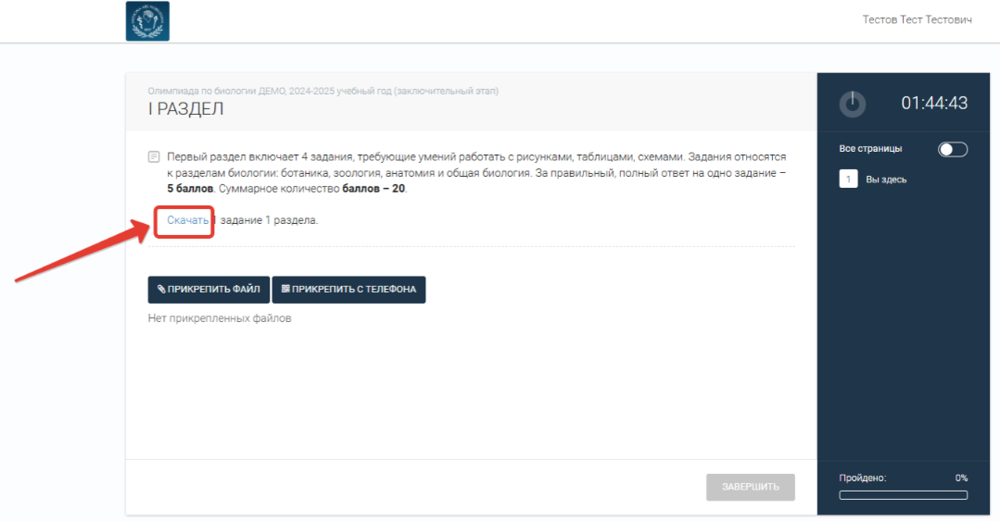 Тестов Тест Тестович
Олимпиада по биологии ДЕМО, 2024-2025 учебный год (заключительный этап)
I РАЗДЕЛ
Первый раздел включает 4 задания, требующие умений работать с рисунками, таблицами, схемами. Задания относятся
к разделам биологии: ботаника, зоология, анатомия и общая биология. За правильный, полный ответ на одно задание –
5 баллов. Суммарное количество баллов – 20.
Скачать задание 1 раздела.
ПРИКРЕПИТЬ ФАЙЛ ПРИКРЕПИТЬ С ТЕЛЕФОНА
Нет прикрепленных файлов
ЗАВЕРШИТЬ
01:44:43
Все страницы
1 Вы здесь
Пройдено: 0%